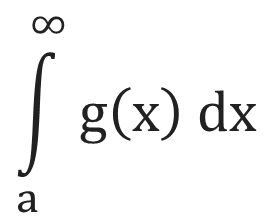 ∞
∫ g(x) dx
a